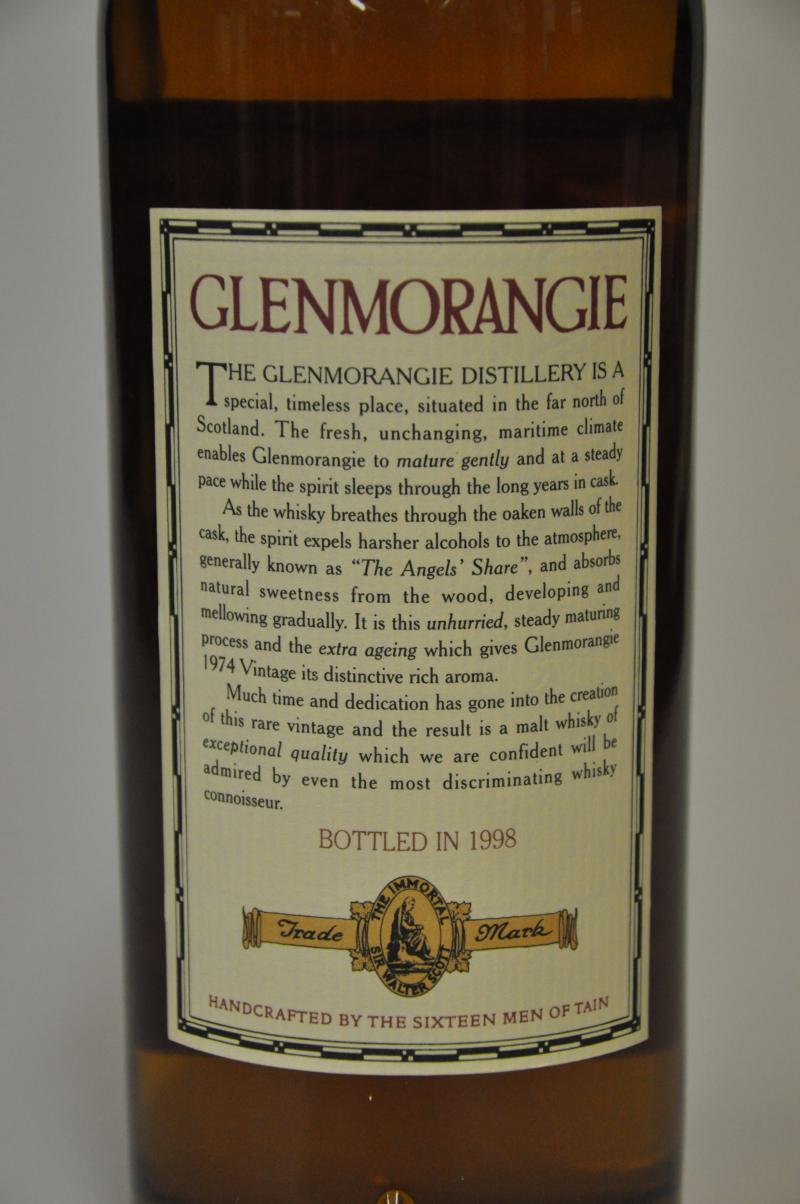 GLENMORANGIE
THE GLENMORANGIE DISTILLERY IS A
special, timeless place, situated in the far north of
Scotland. The fresh, unchanging, maritime climate
enables Glenmorangie to mature gently and at a steady
pace while the spirit sleeps through the long years in cask.
As the whisky breathes through the oaken walls of the
cask, the spirit expels harsher alcohols to the atmosphere,
generally known as “The Angels’ Share”, and absorbs
natural sweetness from the wood, developing and
mellowing gradually. It is this unhurried, steady maturing
process and the extra ageing which gives Glenmorangie
1974 Vintage its distinctive rich aroma.
Much time and dedication has gone into the creation
of this rare vintage and the result is a malt whisky of
exceptional quality which we are confident will be
admired by even the most discriminating whisky
connoisseur.
BOTTLED IN 1998
THE IMMORTAL
Trade Mark
SIR WALTER SCOTT
HANDCRAFTED BY THE SIXTEEN MEN OF TAIN